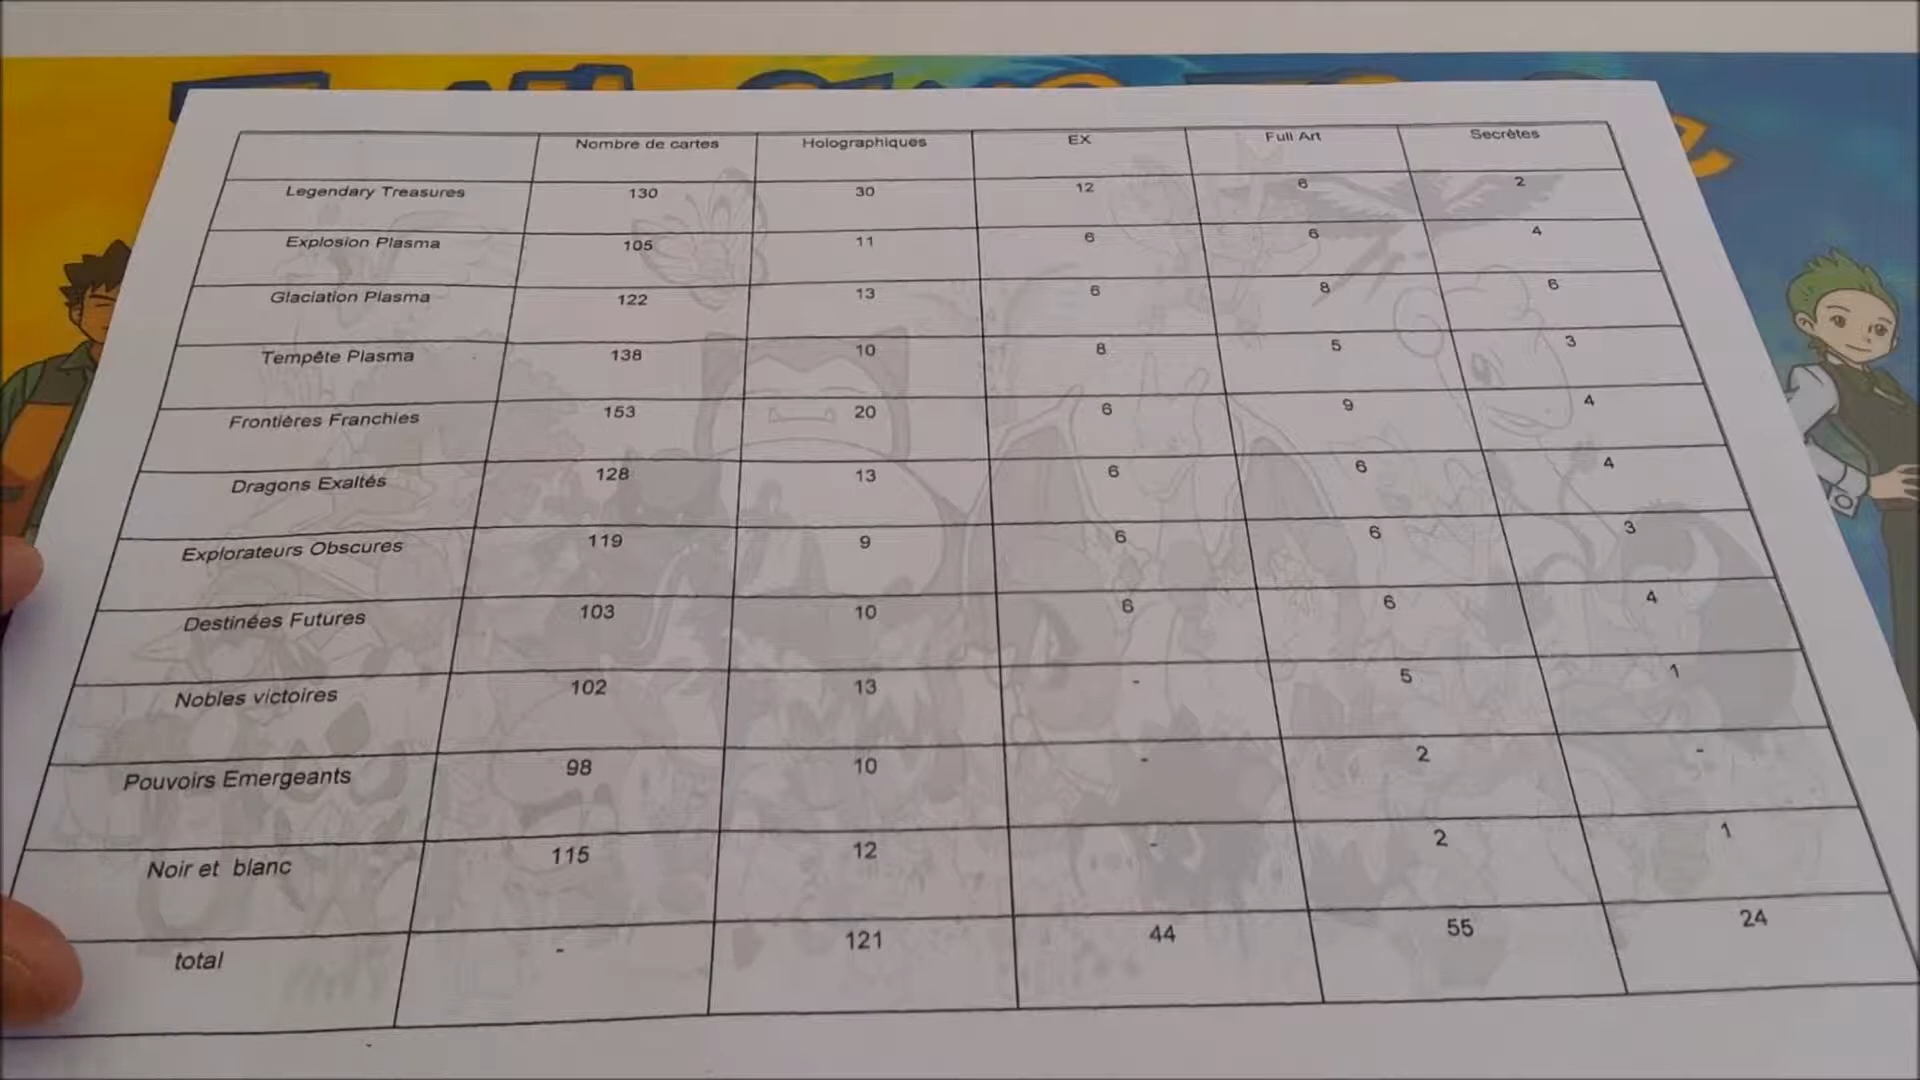 Nombre de cartes Holographiques EX Full Art Secrètes
Legendary Treasures 130 30 12 6 2
Explosion Plasma 105 11 6 6 4
Glaciation Plasma 122 13 6 8 6
Tempête Plasma 138 10 8 5 3
Frontières Franchies 153 20 6 9 4
Dragons Exaltés 128 13 6 6 4
Explorateurs Obscures 119 9 6 6 3
Destinées Futures 103 10 6 6 4
Nobles victoires 102 13 - 5 1
Pouvoirs Emergeants 98 10 - 2 -
Noir et blanc 115 12 - 2 1
total - 121 44 55 24